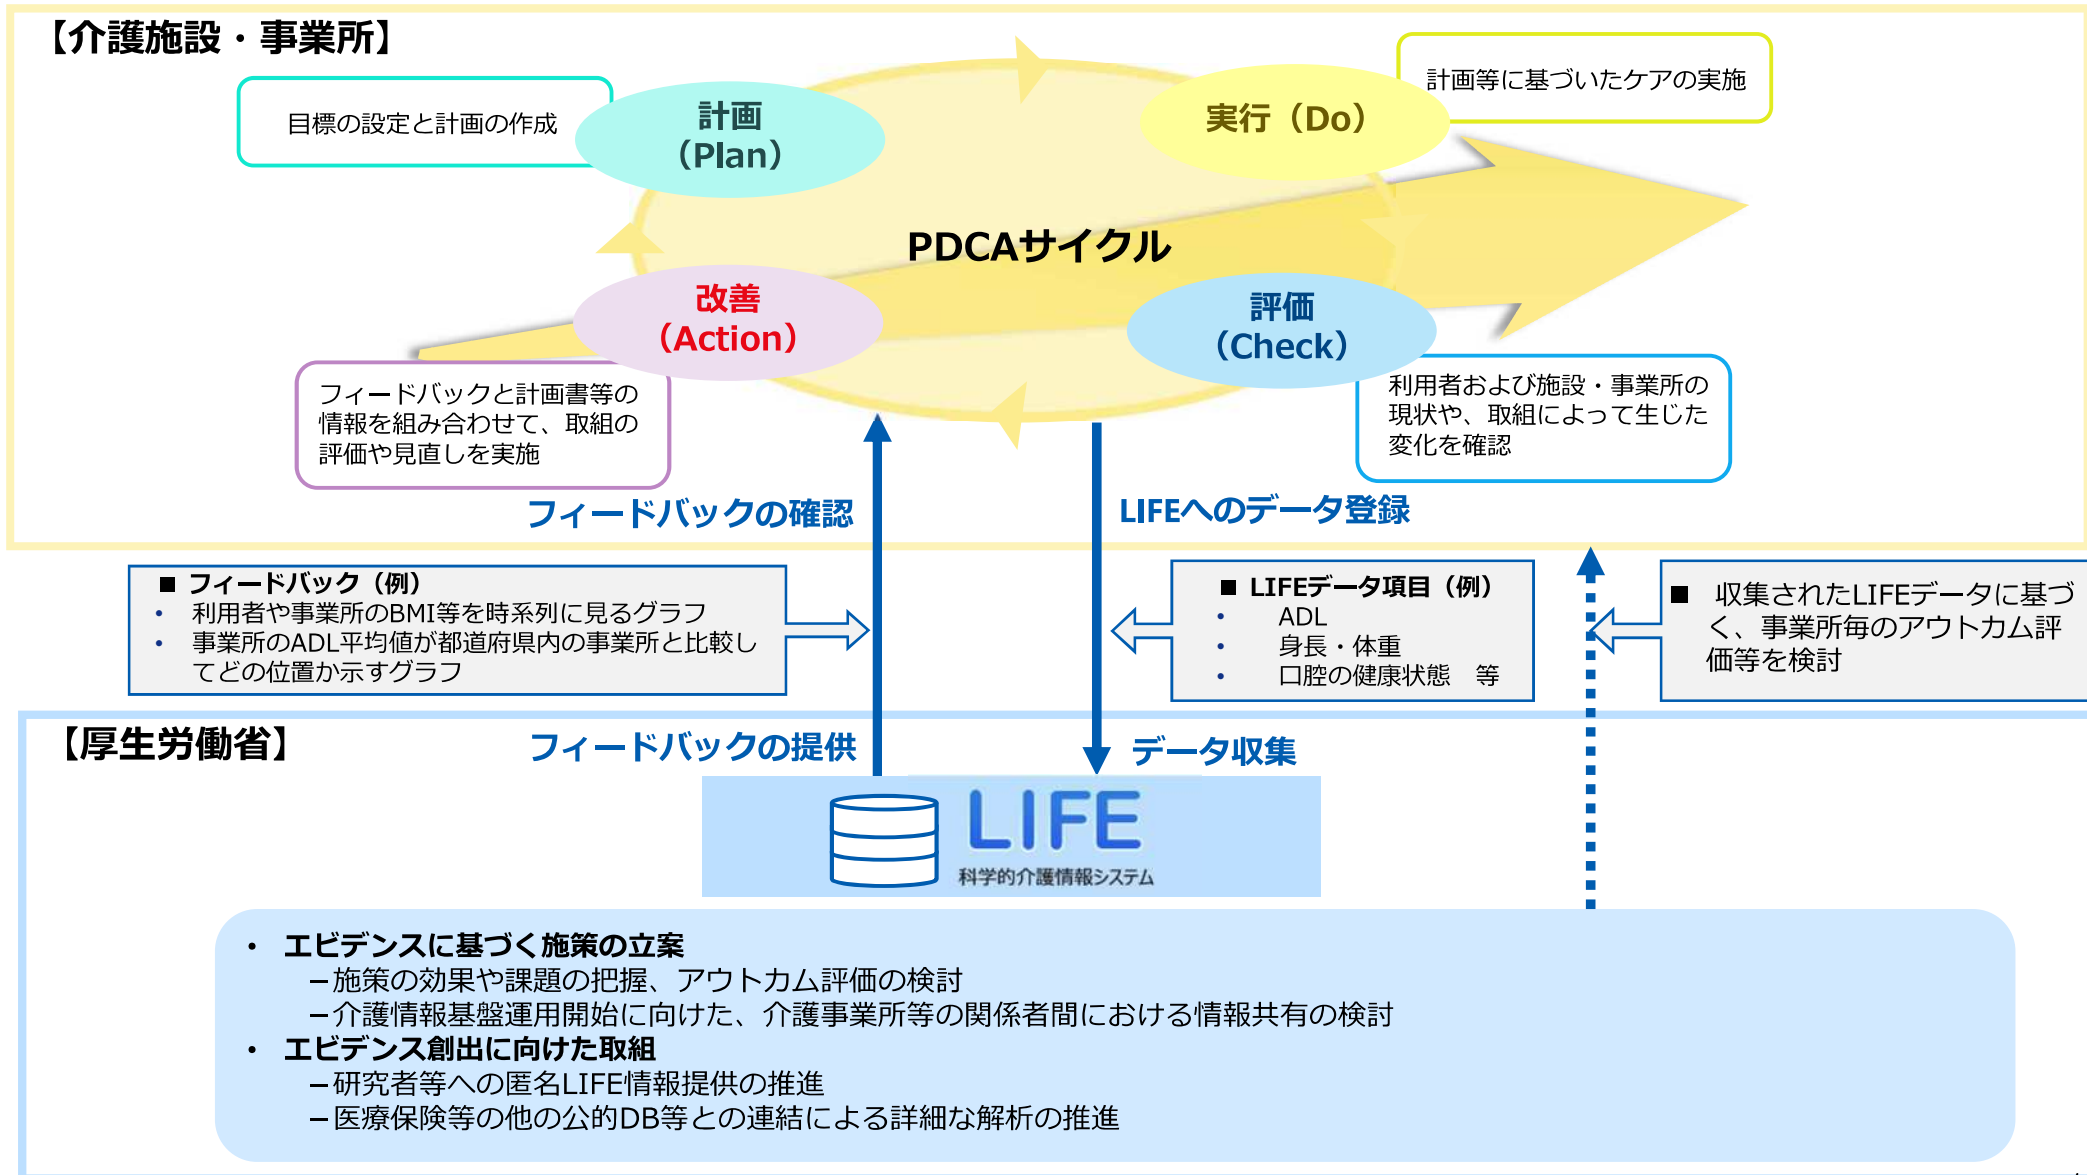 【介護施設・事業所】
目標の設定と計画の作成
計画
（Plan）
実行（Do）
計画等に基づいたケアの実施
PDCAサイクル
改善
（Action）
評価
（Check）
フィードバックと計画書等の
情報を組み合わせて、取組の
評価や見直しを実施
利用者および施設・事業所の
現状や、取組によって生じた
変化を確認
フィードバックの確認
LIFEへのデータ登録
■ フィードバック（例）
• 利用者や事業所のBMI等を時系列に見るグラフ
• 事業所のADL平均値が都道府県内の事業所と比較し
てどの位置か示すグラフ
■ LIFEデータ項目（例）
• ADL
• 身長・体重
• 口腔の健康状態　等
■ 収集されたLIFEデータに基づ
く、事業所毎のアウトカム評
価等を検討
【厚生労働省】
フィードバックの提供
データ収集
LIFE
科学的介護情報システム
• エビデンスに基づく施策の立案
－施策の効果や課題の把握、アウトカム評価の検討
－介護情報基盤運用開始に向けた、介護事業所等の関係者間における情報共有の検討
• エビデンス創出に向けた取組
－研究者等への匿名LIFE情報提供の推進
－医療保険等の他の公的DB等との連結による詳細な解析の推進